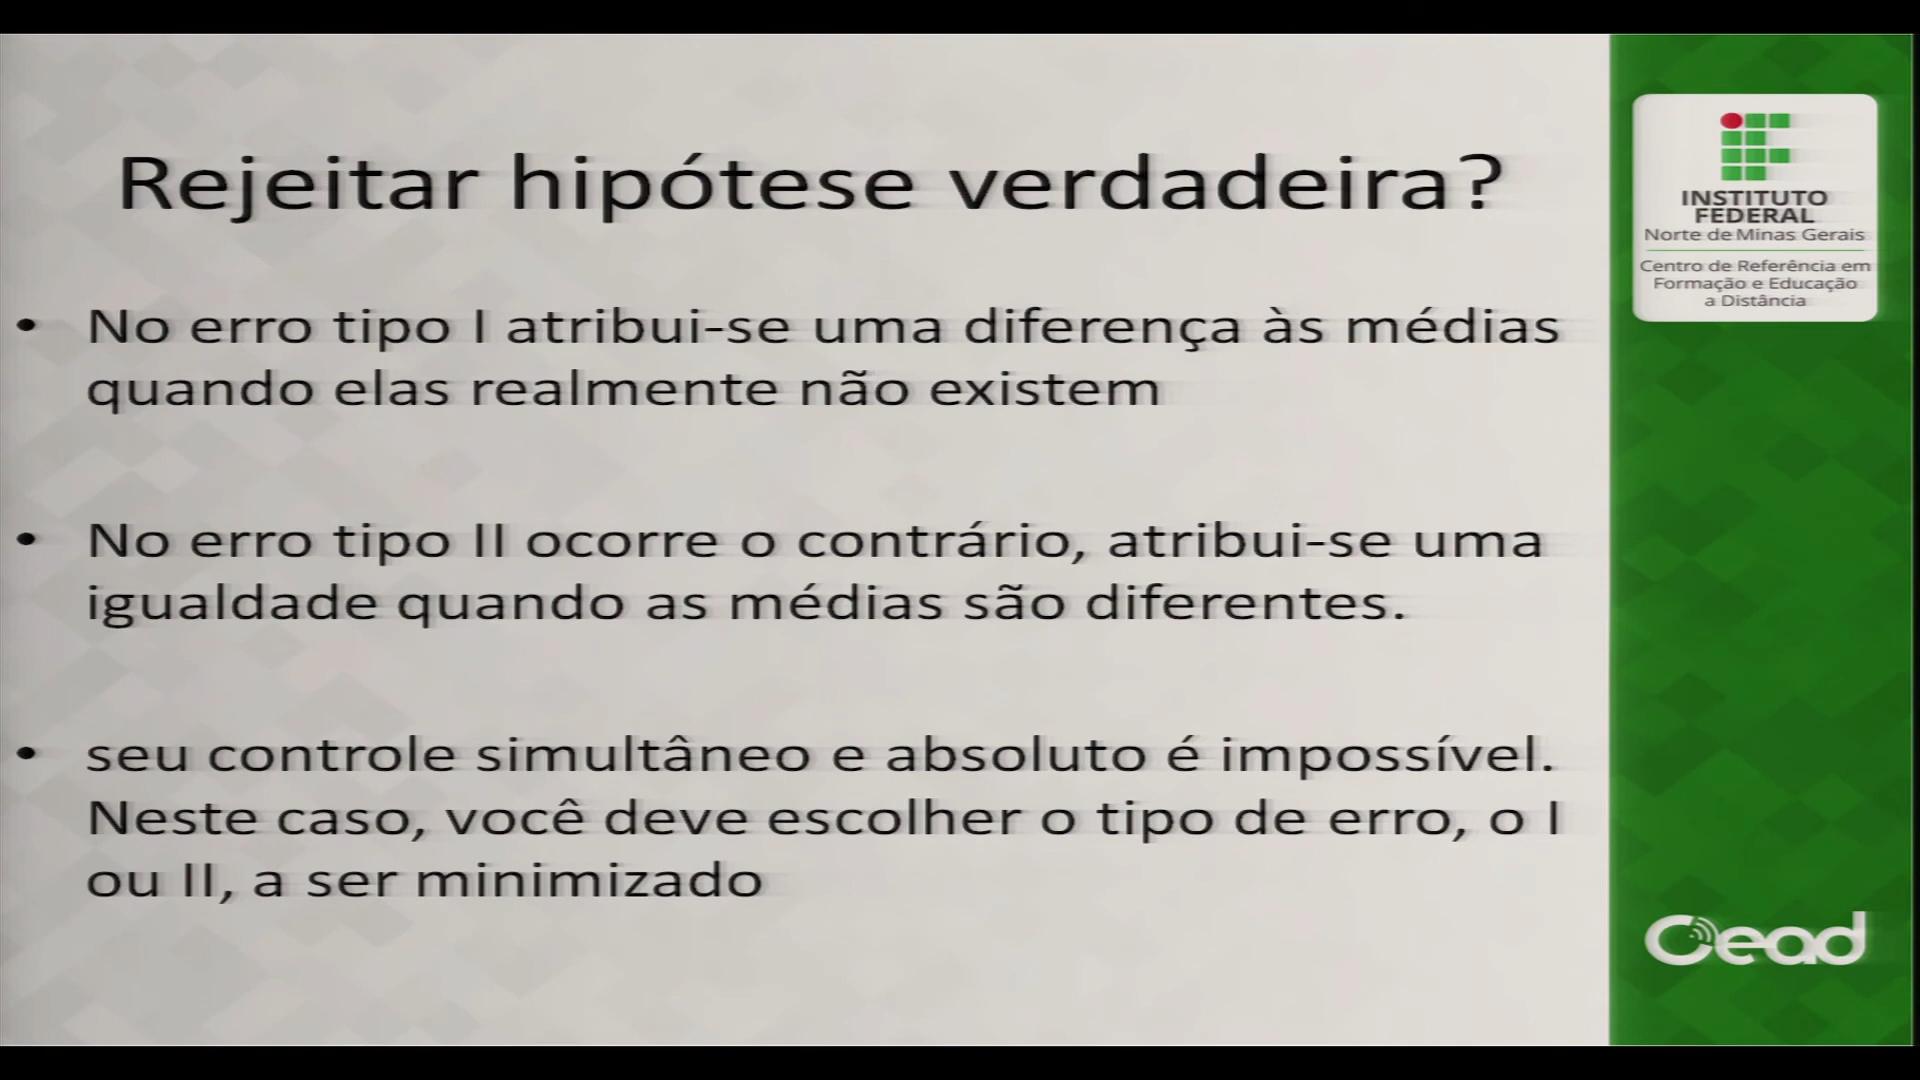 Rejeitar hipótese verdadeira?
• No erro tipo I atribui-se uma diferença às médias
quando elas realmente não existem
• No erro tipo II ocorre o contrário, atribui-se uma
igualdade quando as médias são diferentes.
• seu controle simultâneo e absoluto é impossível.
Neste caso, você deve escolher o tipo de erro, o I
ou II, a ser minimizado
INSTITUTO
FEDERAL
Norte de Minas Gerais
Centro de Referência em
Formação e Educação
a Distância
Cead